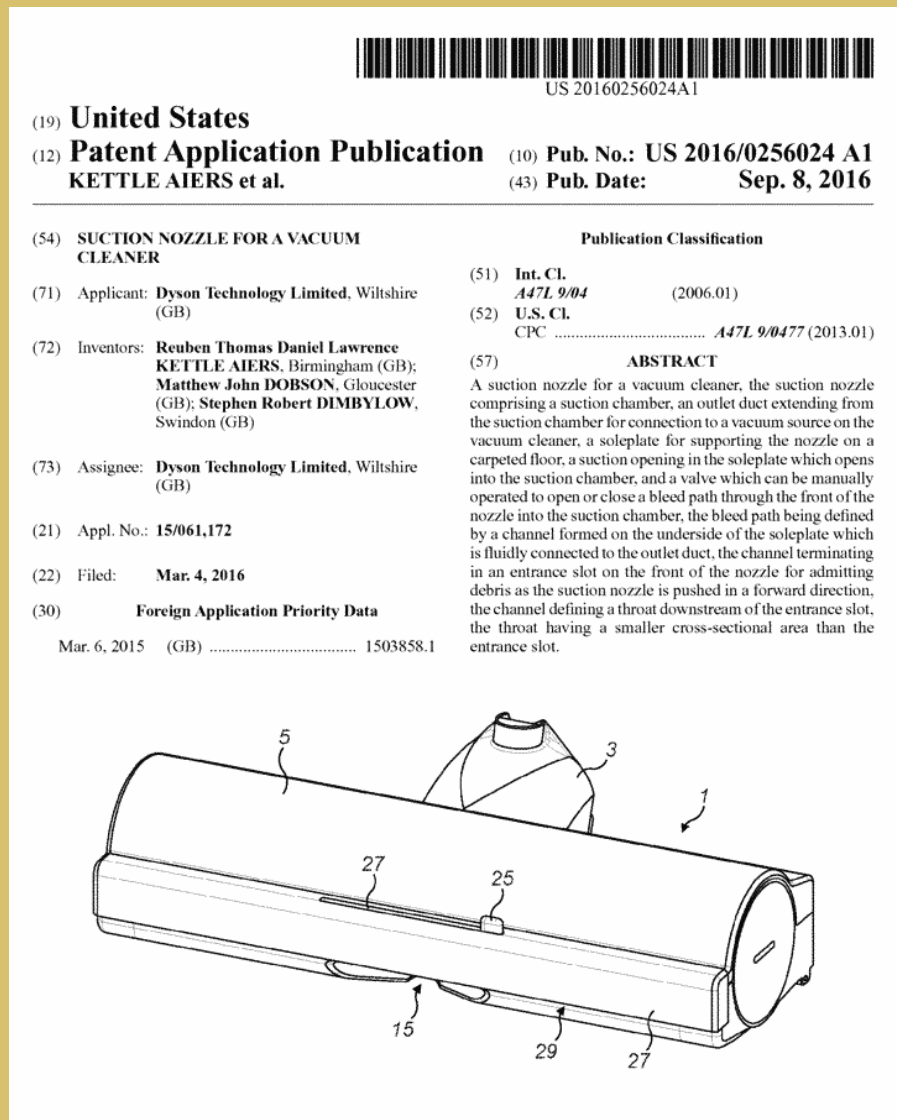 US 20160256024A1
(19) United States
(12) Patent Application Publication
KETTLE AIERS et al.
(10) Pub. No.: US 2016/0256024 A1
(43) Pub. Date: Sep. 8, 2016
(54) SUCTION NOZZLE FOR A VACUUM
CLEANER
(71) Applicant: Dyson Technology Limited, Wiltshire
(GB)
(72) Inventors: Reuben Thomas Daniel Lawrence
KETTLE AIERS, Birmingham (GB);
Matthew John DOBSON, Gloucester
(GB); Stephen Robert DIMBYLOW,
Swindon (GB)
(73) Assignee: Dyson Technology Limited, Wiltshire
(GB)
(21) Appl. No.: 15/061,172
(22) Filed: Mar. 4, 2016
(30) Foreign Application Priority Data
Mar. 6, 2015 (GB) .................................. 1503858.1
Publication Classification
(51) Int. Cl.
A47L 9/04 (2006.01)
(52) U.S. Cl.
CPC ................................... A47L 9/0477 (2013.01)
(57) ABSTRACT
A suction nozzle for a vacuum cleaner, the suction nozzle
comprising a suction chamber, an outlet duct extending from
the suction chamber for connection to a vacuum source on the
vacuum cleaner, a soleplate for supporting the nozzle on a
carpeted floor, a suction opening in the soleplate which opens
into the suction chamber, and a valve which can be manually
operated to open or close a bleed path through the front of the
nozzle into the suction chamber, the bleed path being defined
by a channel formed on the underside of the soleplate which
is fluidly connected to the outlet duct, the channel terminating
in an entrance slot on the front of the nozzle for admitting
debris as the suction nozzle is pushed in a forward direction,
the channel defining a throat downstream of the entrance slot,
the throat having a smaller cross-sectional area than the
entrance slot.
5
3
1
27
25
15
29
27